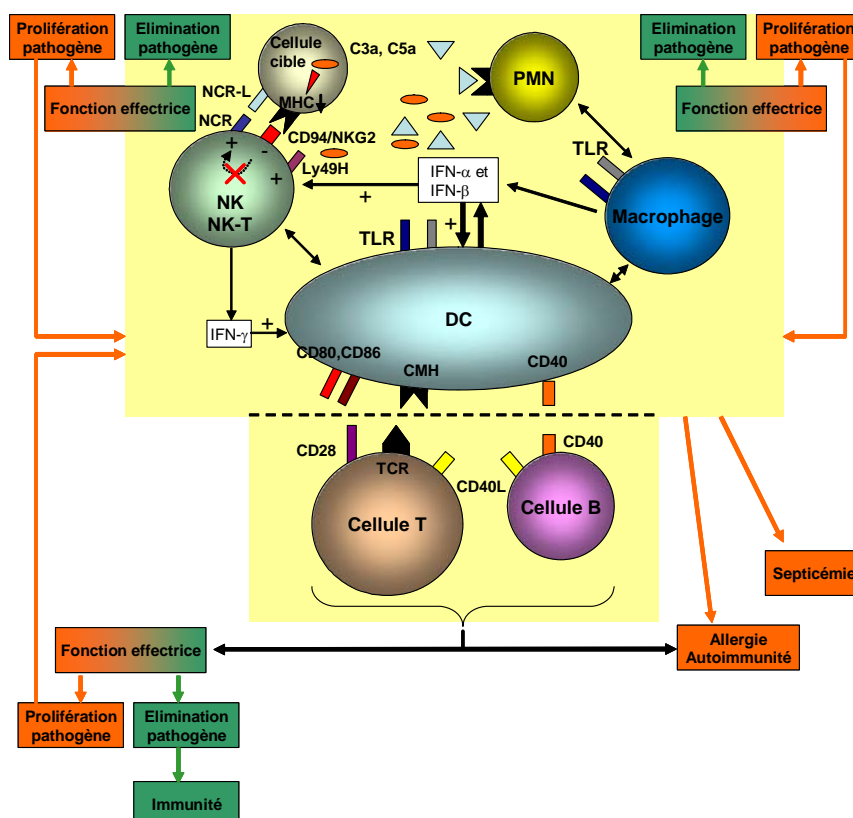 Prolifération
pathogène
Elimination
pathogène
Fonction effectrice
Cellule
cible
C3a, C5a
NCR-L
MHC
NCR
CD94/NKG2
Ly49H
+
-
+
NK
NK-T
PMN
TLR
Macrophage
Elimination
pathogène
Prolifération
pathogène
Fonction effectrice
IFN-α et
IFN-β
+
+
TLR
DC
IFN-γ
+
CD80,CD86
CMH
CD40
CD28
TCR
CD40L
CD40
Cellule T
Cellule B
Septicémie
Allergie
Autoimmunité
Fonction effectrice
Prolifération
pathogène
Elimination
pathogène
Immunité